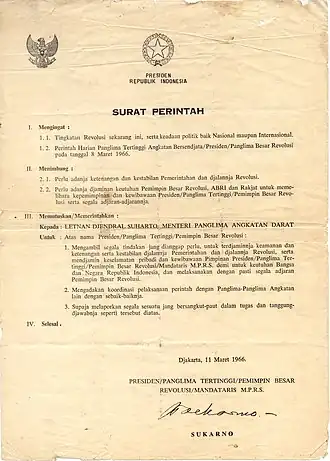 PRESIDEN
REPUBLIK INDONESIA
SURAT PERINTAH
I. Mengingat :
1.1. Tingkatan Revolusi sekarang ini, serta keadaan politik baik Nasional maupun Internasional.
1.2. Perintah Harian Panglima Tertinggi Angkatan Bersendjata/Presiden/Panglima Besar Revolusi
pada tanggal 8 Maret 1966.
II. Menimbang :
2.1. Perlu adanja ketenangan dan kestabilan Pemerintahan dan djalannja Revolusi.
2.2. Perlu adanja djaminan keutuhan Pemimpin Besar Revolusi, ABRI dan Rakjat untuk meme-
lihara kepemimpinan dan kewibawaan Presiden/Panglima Tertinggi/Pemimpin Besar Revo-
lusi serta segala adjaran-adjarannja.
III. Memutuskan/Memerintahkan :
Kepada : LETNAN DJENDRAL SUHARTO, MENTERI PANGLIMA ANGKATAN DARAT
Untuk : Atas nama Presiden/Panglima Tertinggi/Pemimpin Besar Revolusi :
1. Mengambil segala tindakan jang dianggap perlu, untuk terdjaminnja keamanan dan
ketenangan serta kestabilan djalannja Pemerintahan dan djalannja Revolusi, serta
mendjamin keselamatan pribadi dan kewibawaan Pimpinan Presiden/Panglima Ter-
tinggi/Pemimpin Besar Revolusi/Mandataris M.P.R.S. demi untuk keutuhan Bangsa
dan Negara Republik Indonesia, dan melaksanakan dengan pasti segala adjaran
Pemimpin Besar Revolusi.
2. Mengadakan koordinasi pelaksanaan perintah dengan Panglima-Panglima Angkatan
lain dengan sebaik-baiknja.
3. Supaja melaporkan segala sesuatu jang bersangkut-paut dalam tugas dan tanggung-
djawabnja seperti tersebut diatas.
IV. Selesai.
Djakarta, 11 Maret 1966.
PRESIDEN/PANGLIMA TERTINGGI/PEMIMPIN BESAR
REVOLUSI/MANDATARIS M.P.R.S.
Soekarno
SUKARNO